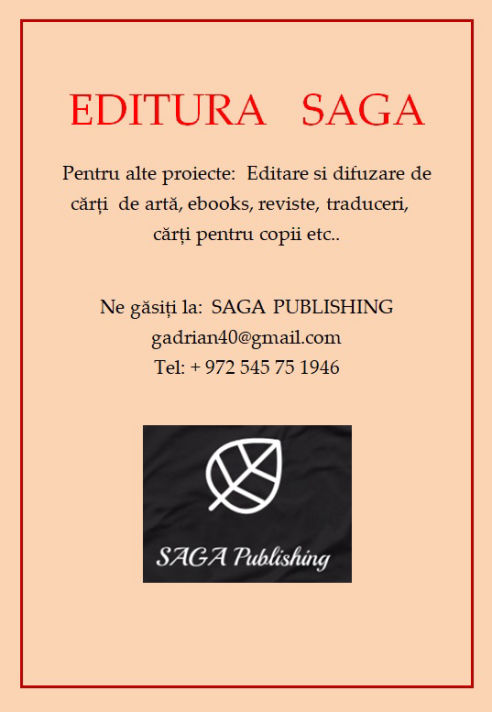 EDITURA SAGA
Pentru alte proiecte: Editare si difuzare de
cărți de artă, ebooks, reviste, traduceri,
cărți pentru copii etc..
Ne găsiți la: SAGA PUBLISHING
gadrian40@gmail.com
Tel: + 972 545 75 1946
SAGA Publishing